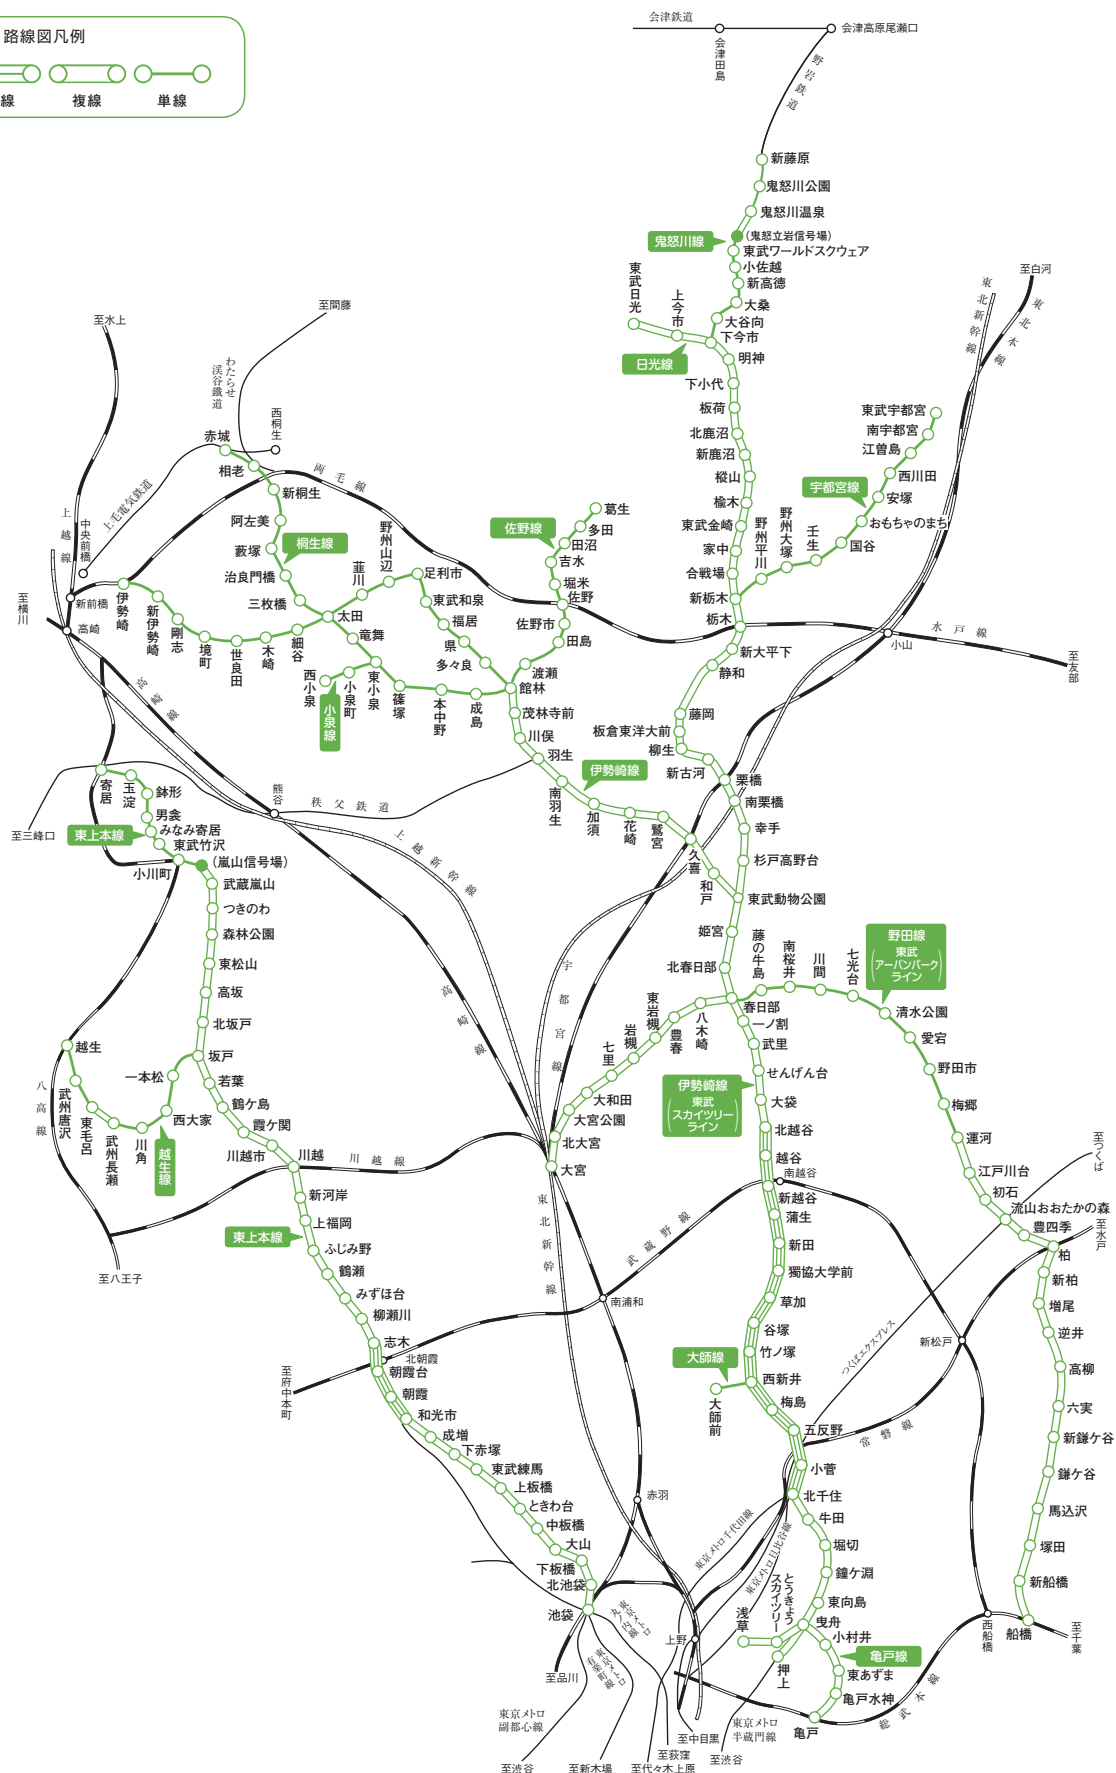 路線図凡例
線
複線
単線
会津鉄道
会津田島
会津高原尾瀬口
野岩鉄道
新藤原
鬼怒川公園
鬼怒川温泉
鬼怒川線
(鬼怒立岩信号場)
東武ワールドスクウェア
小佐越
新高徳
大桑
大谷向
下今市
東武日光
上今市
日光線
明神
下小代
板荷
北鹿沼
新鹿沼
樅山
楡木
東武金崎
家中
合戦場
新栃木
栃木
至白河
東北新幹線
東北本線
東武宇都宮
南宇都宮
江曽島
西川田
宇都宮線
安塚
おもちゃのまち
国谷
壬生
野州大塚
野州平川
至水上
至間藤
わたらせ
渓谷鐵道
西桐生
赤城
相老
新桐生
上毛電気鉄道
両毛線
上越線
中央前橋
阿左美
桐生線
藪塚
治良門橋
三枚橋
野州山辺
韮川
足利市
東武和泉
福居
県
多々良
佐野線
葛生
多田
田沼
吉水
堀米
佐野
佐野市
田島
渡瀬
館林
至横川
新前橋
高崎
伊勢崎
新伊勢崎
剛志
境町
世良田
木崎
細谷
太田
竜舞
西小泉
小泉町
東小泉
小泉線
篠塚
本中野
成島
茂林寺前
川俣
羽生
伊勢崎線
南羽生
加須
花崎
鷲宮
久喜
和戸
水戸線
小山
至友部
新大平下
静和
藤岡
板倉東洋大前
柳生
新古河
栗橋
南栗橋
幸手
杉戸高野台
東武動物公園
姫宮
北春日部
春日部
高崎線
熊谷
秩父鉄道
上越新幹線
高崎線
宇都宮線
至三峰口
寄居
玉淀
鉢形
男衾
みなみ寄居
東武竹沢
東上本線
小川町
(嵐山信号場)
武蔵嵐山
つきのわ
森林公園
東松山
高坂
北坂戸
坂戸
若葉
鶴ケ島
霞ケ関
川越市
川越
越生
武州唐沢
東毛呂
武州長瀬
川角
西大家
一本松
越生線
八高線
至八王子
川越線
野田線
東武
アーバンパーク
ライン
藤の牛島
南桜井
川間
七光台
清水公園
愛宕
野田市
梅郷
運河
江戸川台
初石
流山おおたかの森
豊四季
柏
八木崎
豊春
東岩槻
岩槻
七里
大和田
大宮公園
北大宮
大宮
一ノ割
武里
せんげん台
大袋
北越谷
越谷
伊勢崎線
東武
スカイツリー
ライン
南越谷
新越谷
蒲生
新田
獨協大学前
草加
谷塚
竹ノ塚
西新井
大師線
大師前
梅島
五反野
小菅
北千住
牛田
堀切
鐘ケ淵
東向島
曳舟
とうきょう
スカイツリー
浅草
押上
小村井
亀戸線
東あずま
亀戸水神
亀戸
至つくば
至水戸
新柏
増尾
逆井
高柳
六実
新鎌ケ谷
鎌ケ谷
馬込沢
塚田
新船橋
船橋
至千葉
西船橋
新松戸
つくばエクスプレス
常磐線
東北新幹線
武蔵野線
南浦和
新河岸
東上本線
上福岡
ふじみ野
鶴瀬
みずほ台
柳瀬川
志木
北朝霞
朝霞台
朝霞
和光市
成増
下赤塚
東武練馬
上板橋
ときわ台
中板橋
大山
下板橋
北池袋
池袋
至府中本町
赤羽
上野
東京メトロ千代田線
東京メトロ日比谷線
東京メトロ
丸ノ内線
東京メトロ
有楽町線
至品川
東京メトロ
副都心線
至渋谷
至新木場
至代々木上原
至荻窪
至中目黒
至渋谷
東京メトロ
半蔵門線
総武本線